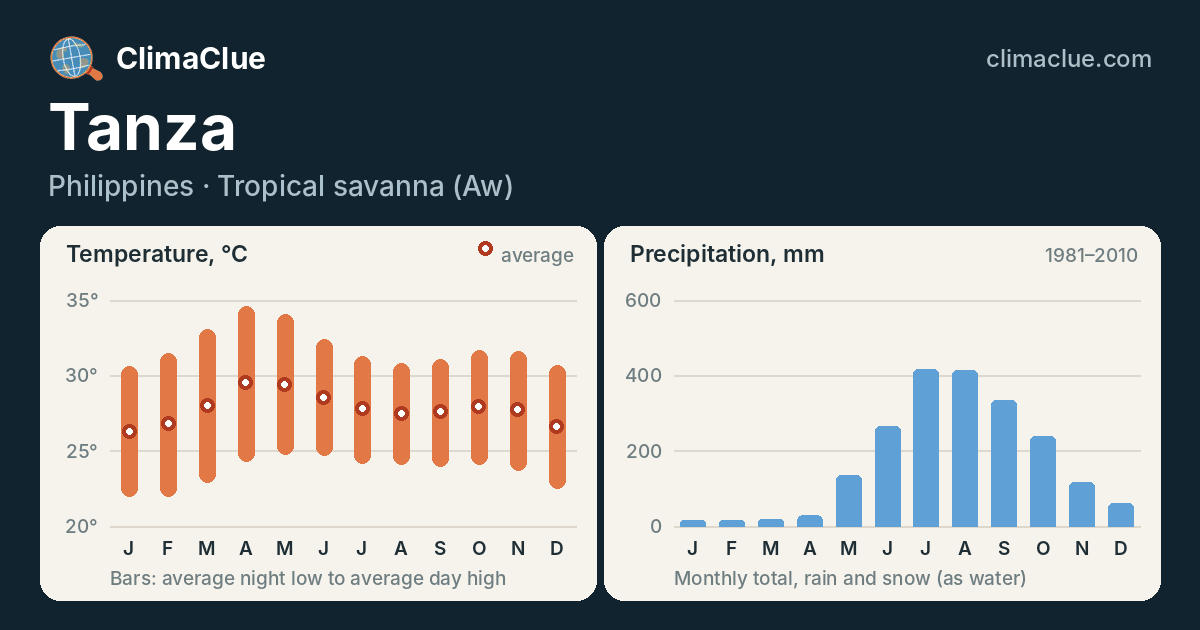 ClimaClue
climaclue.com
Tanza
Philippines · Tropical savanna (Aw)
Temperature, °C
average
35°
30°
25°
20°
J F M A M J J A S O N D
Bars: average night low to average day high
Precipitation, mm
1981–2010
600
400
200
0
J F M A M J J A S O N D
Monthly total, rain and snow (as water)